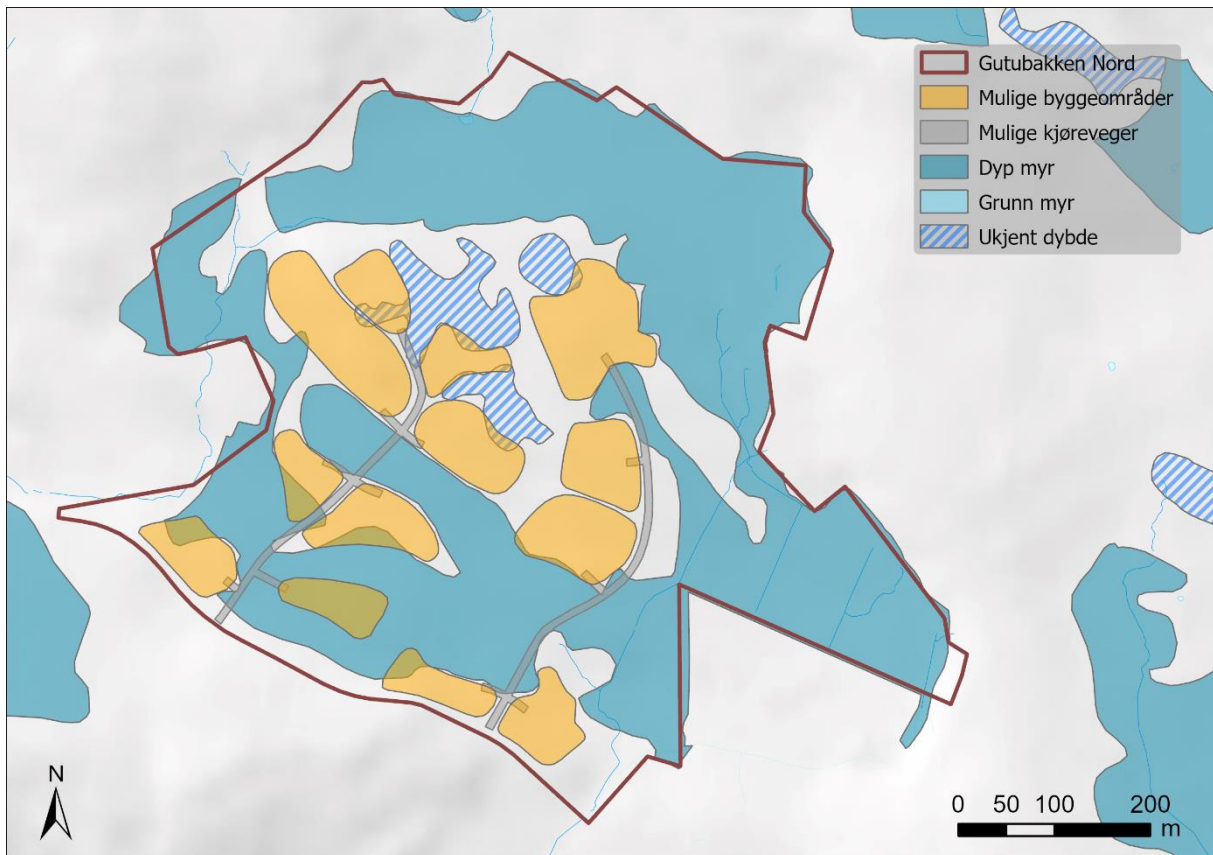 Gutubakken Nord
Mulige byggeområder
Mulige kjøreveger
Dyp myr
Grunn myr
Ukjent dybde
N
0 50 100 200
m